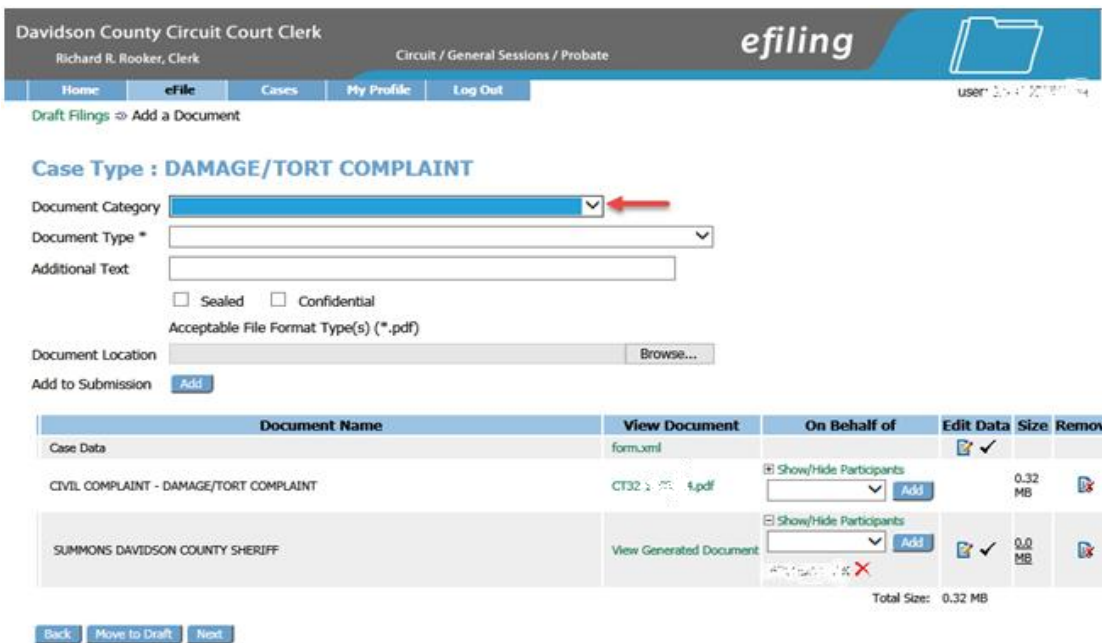 Davidson County Circuit Court Clerk
Richard R. Rooker, Clerk
Circuit / General Sessions / Probate
efiling
Home eFile Cases My Profile Log Out
user:
Draft Filings ⇨ Add a Document
Case Type : DAMAGE/TORT COMPLAINT
Document Category
Document Type *
Additional Text
Sealed Confidential
Acceptable File Format Type(s) (*.pdf)
Document Location Browse...
Add to Submission Add
Document Name View Document On Behalf of Edit Data Size Remov
Case Data form.xml
Show/Hide Participants
CIVIL COMPLAINT - DAMAGE/TORT COMPLAINT CT32 4.pdf Add 0.32 MB
Show/Hide Participants
SUMMONS DAVIDSON COUNTY SHERIFF View Generated Document Add 0.0 MB
Total Size: 0.32 MB
Back Move to Draft Next